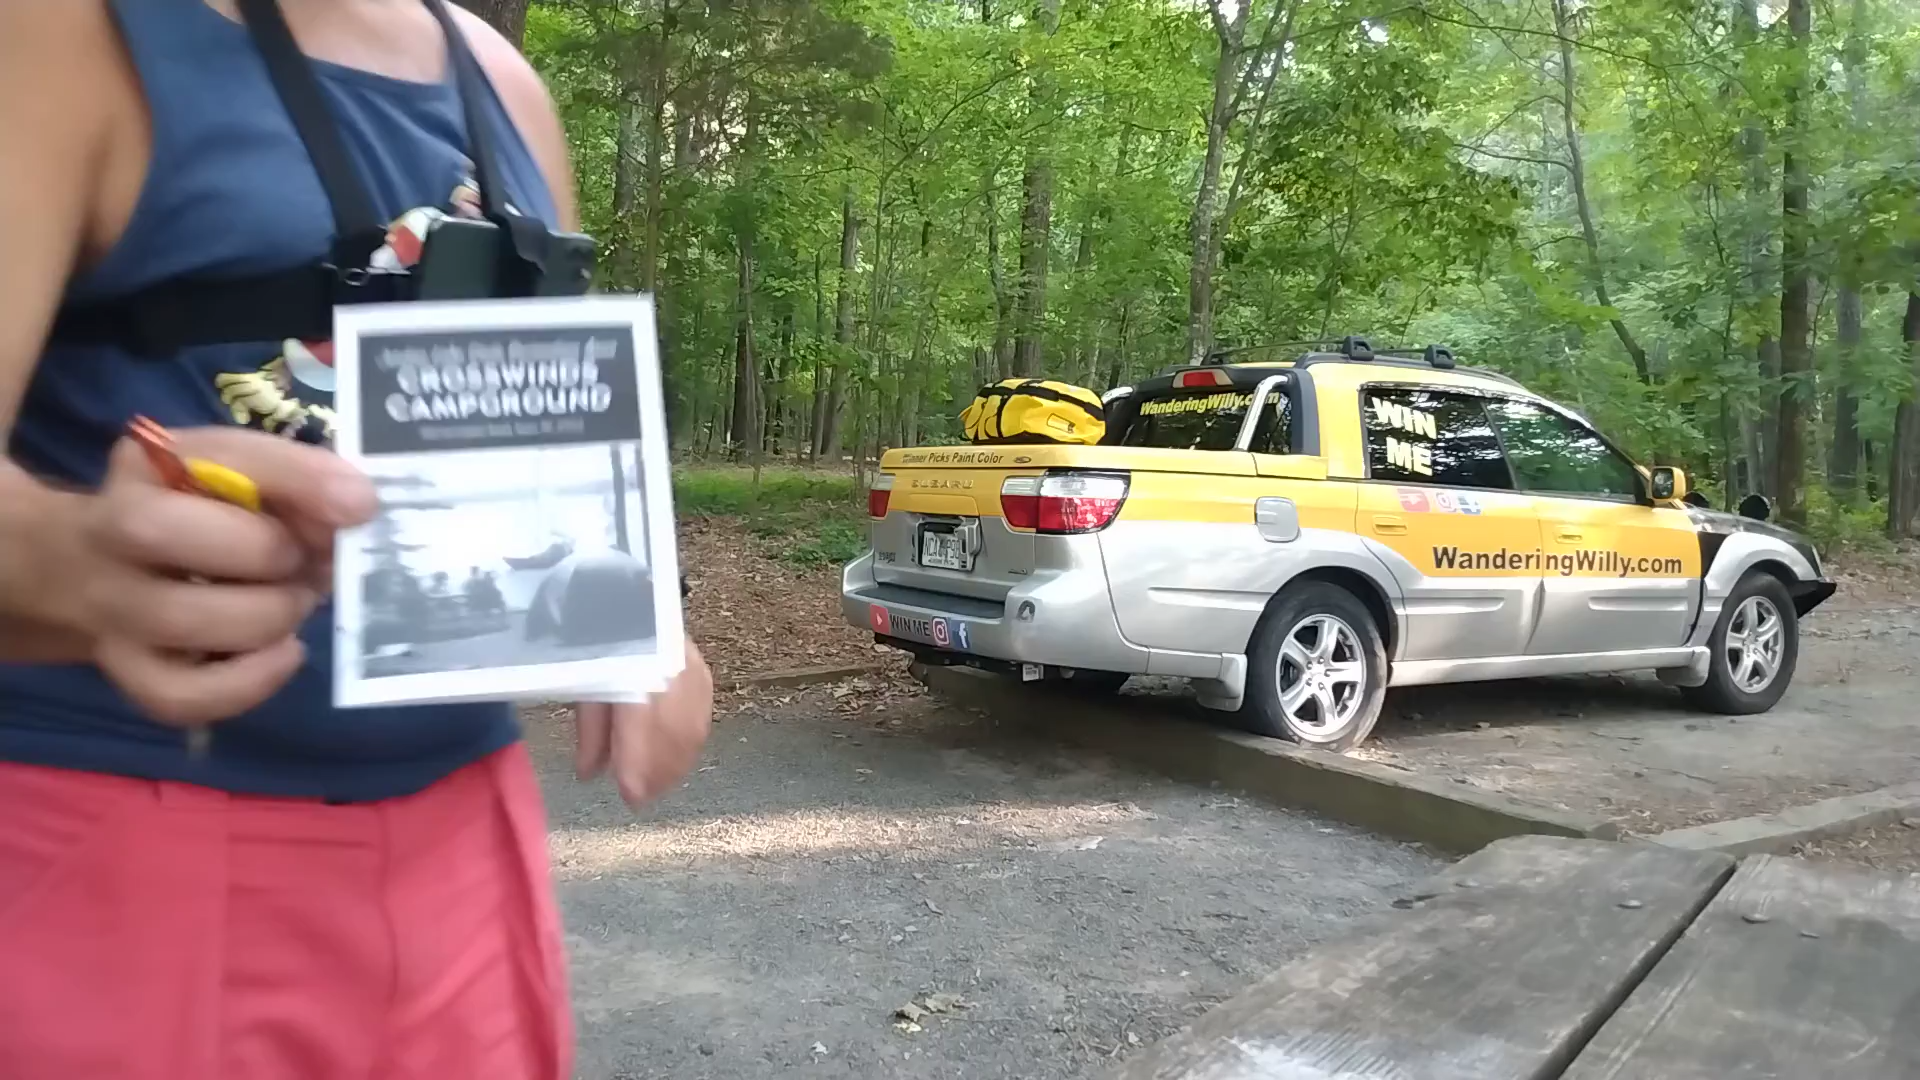 CROSSWINDS
CAMPGROUND
WanderingWilly.com
WIN
ME
Winner Picks Paint Color
SUBARU
WanderingWilly.com
WIN ME